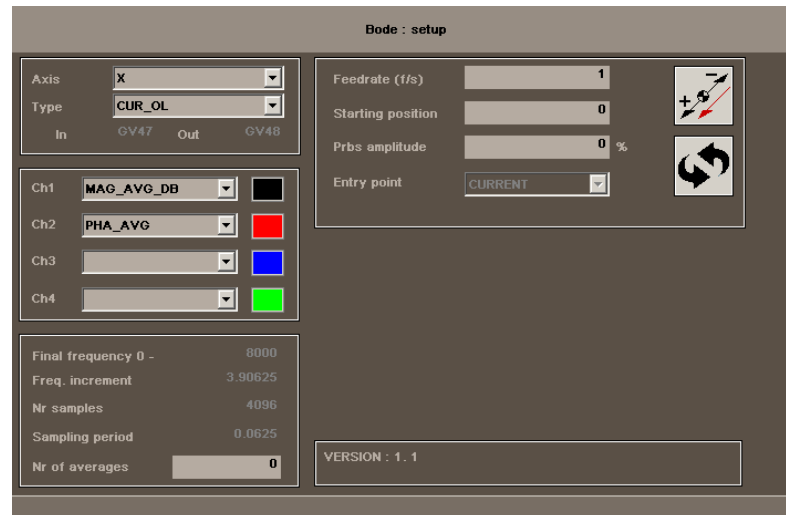 Bode : setup
Axis X
Type CUR_OL
In GV47 Out GV48
Ch1 MAG_AVG_DB
Ch2 PHA_AVG
Ch3
Ch4
Final frequency 0 - 8000
Freq. increment 3.90625
Nr samples 4096
Sampling period 0.0625
Nr of averages 0
Feedrate (f/s) 1
Starting position 0
Prbs amplitude 0 %
Entry point CURRENT
+ -
VERSION : 1. 1